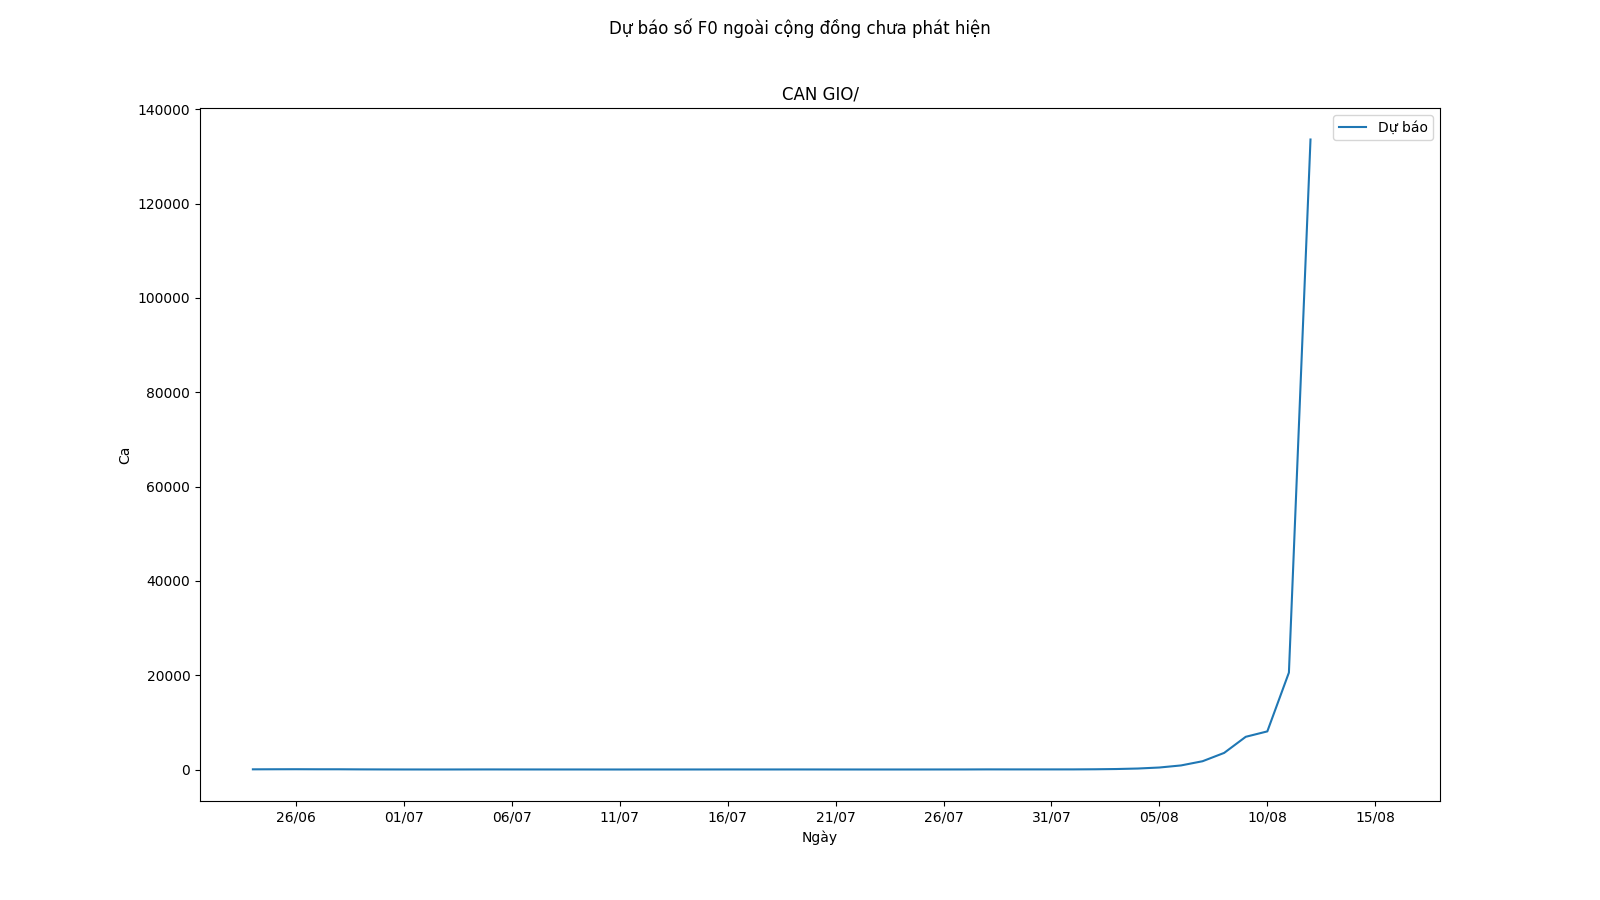 Dự báo số F0 ngoài cộng đồng chưa phát hiện
CAN GIO/
Dự báo
140000
120000
100000
80000
60000
40000
20000
0
Ca
26/06 01/07 06/07 11/07 16/07 21/07 26/07 31/07 05/08 10/08 15/08
Ngày